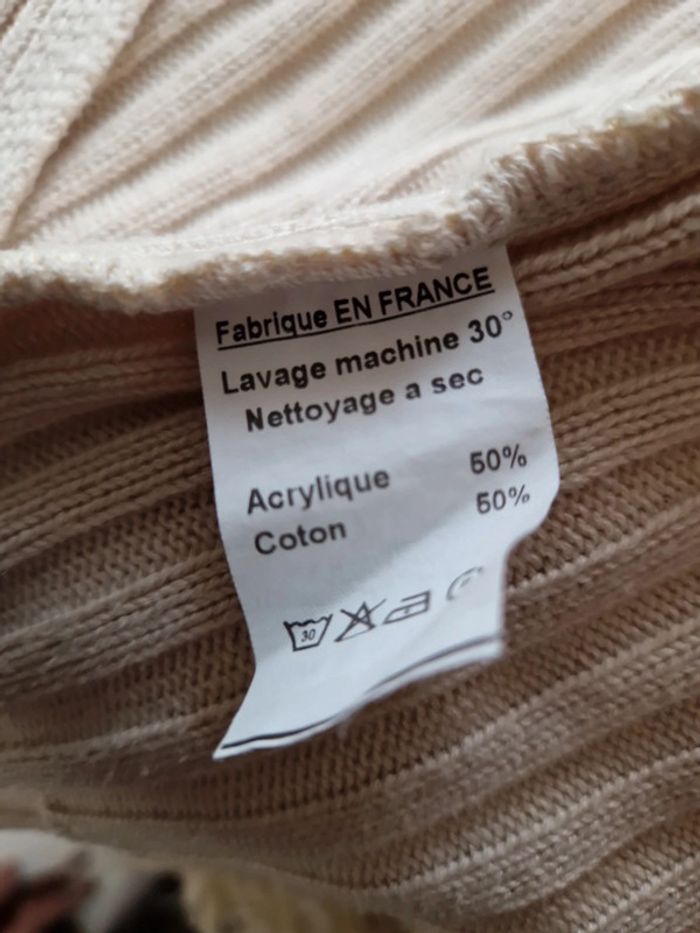 Fabrique EN FRANCE
Lavage machine 30°
Nettoyage a sec
Acrylique 50%
Coton 50%
30